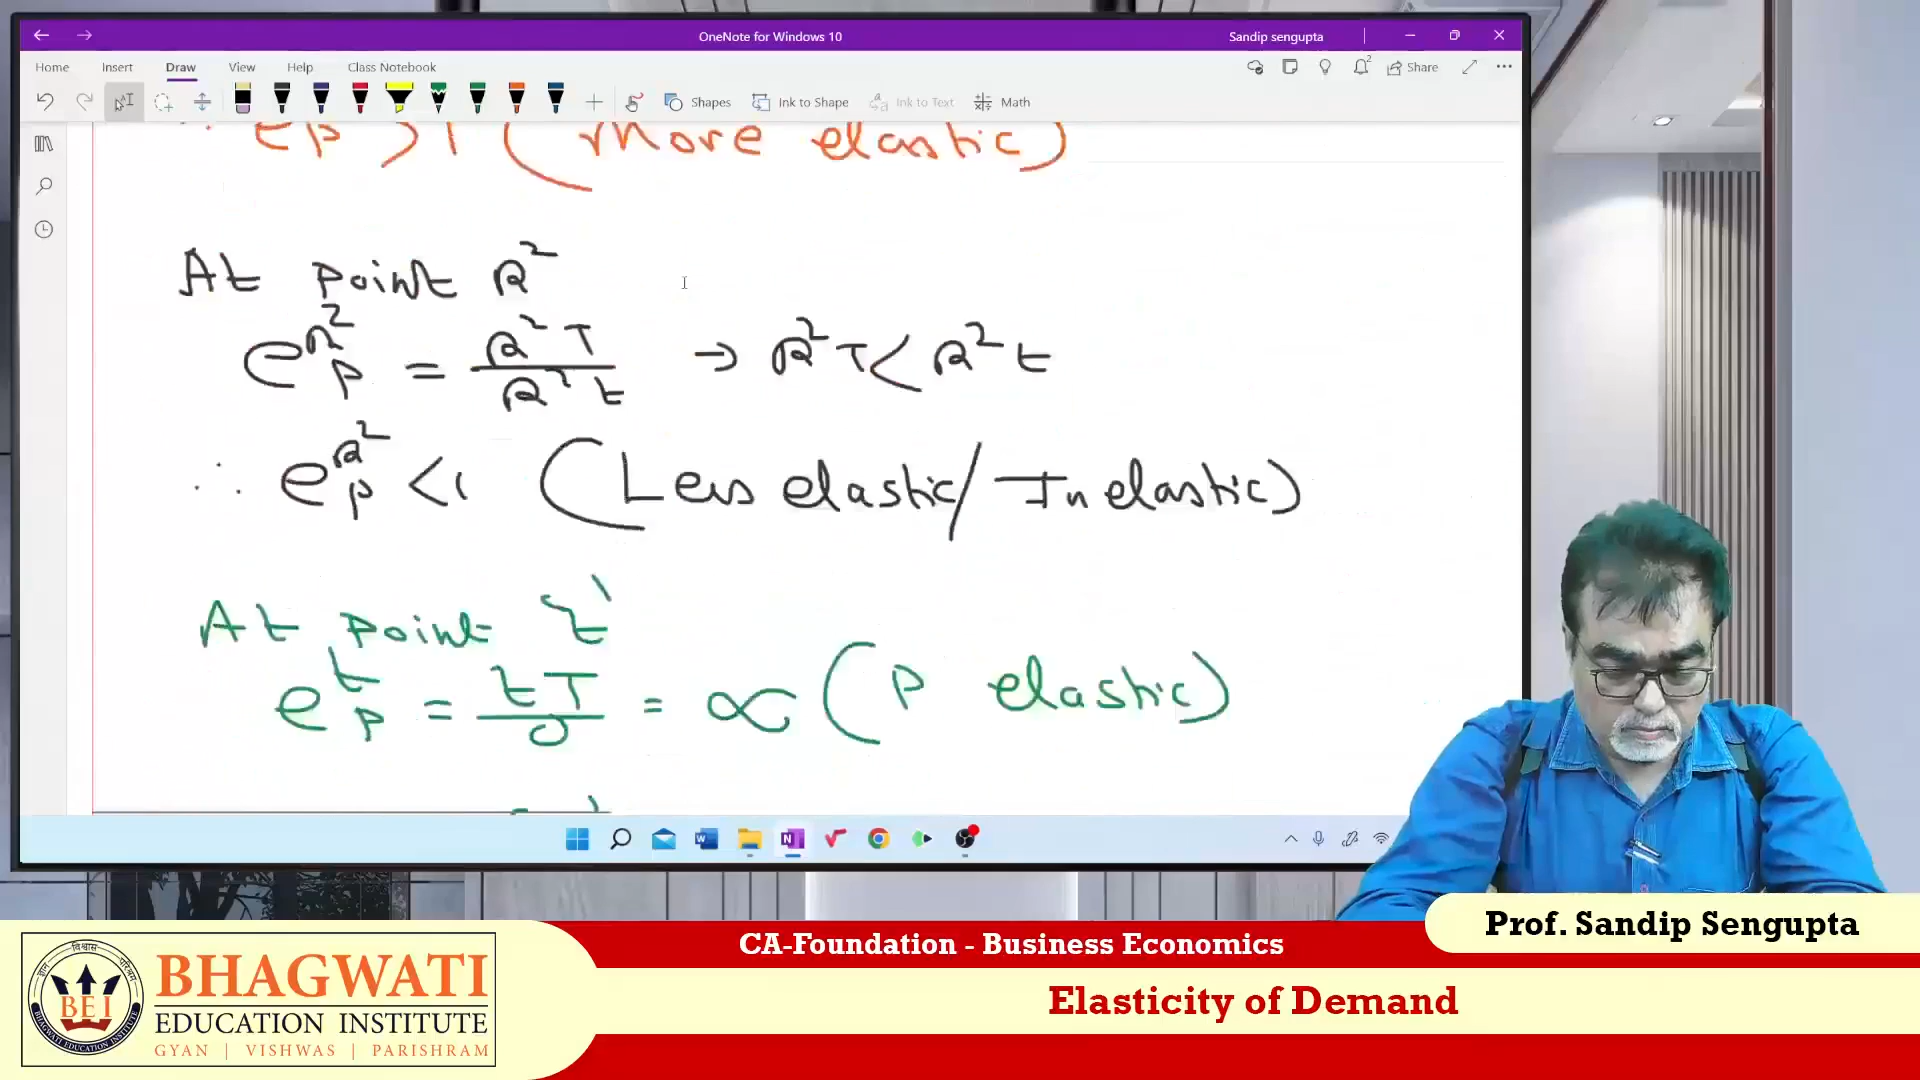 OneNote for Windows 10
Sandip sengupta
Home Insert Draw View Help Class Notebook
Share
Shapes Ink to Shape Ink to Text Math
∴ ep >1 (More elastic)
At point R²
e^R²p = R²T / R²t → R²T < R²t
∴ e^R²p <1 (Less elastic/Inelastic)
At point t'
e^t p = tT / 0 = ∝ (P elastic)
Prof. Sandip Sengupta
CA-Foundation - Business Economics
Elasticity of Demand
BEI
BHAGWATI
EDUCATION INSTITUTE
GYAN | VISHWAS | PARISHRAM